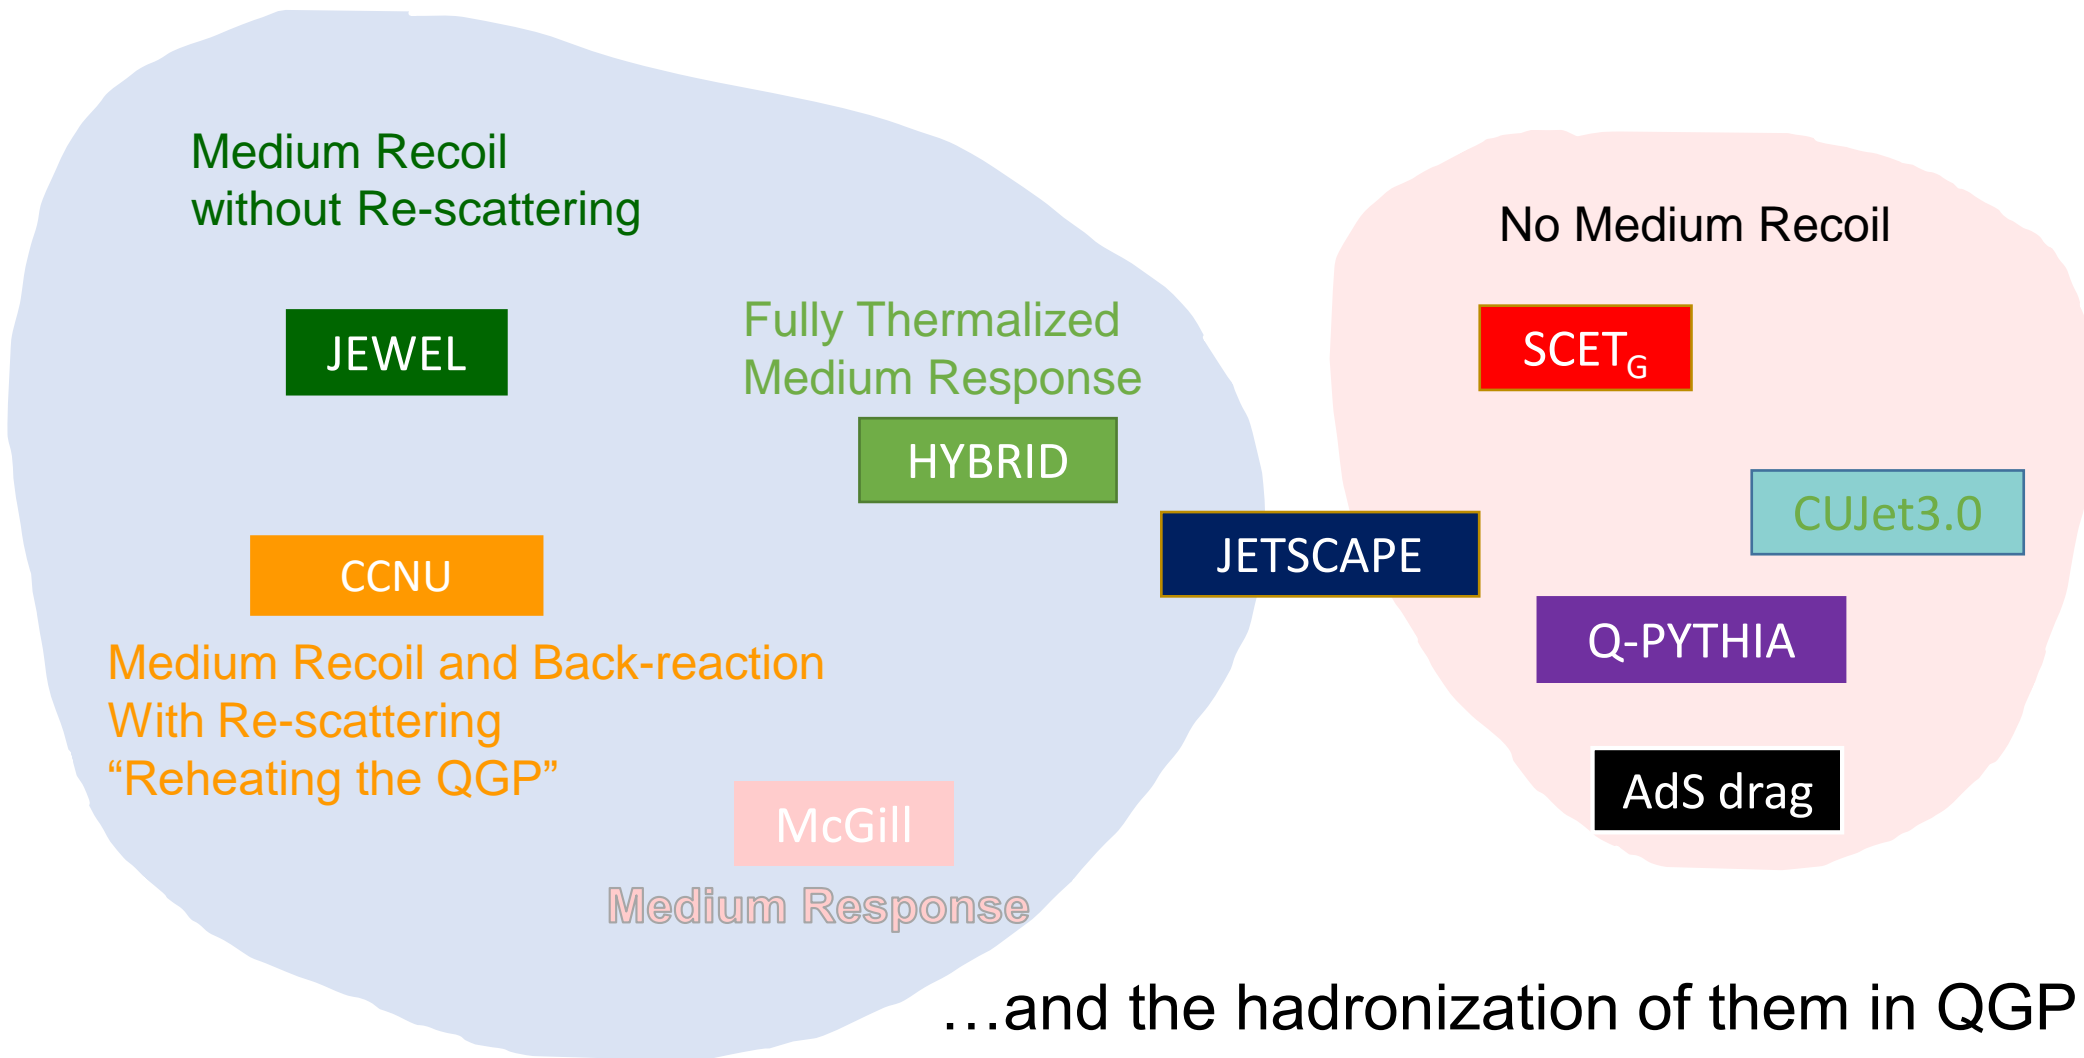 Medium Recoil
without Re-scattering
JEWEL
Fully Thermalized
Medium Response
HYBRID
CCNU
Medium Recoil and Back-reaction
With Re-scattering
“Reheating the QGP”
McGill
Medium Response
JETSCAPE
No Medium Recoil
SCET_G
CUJet3.0
Q-PYTHIA
AdS drag
…and the hadronization of them in QGP